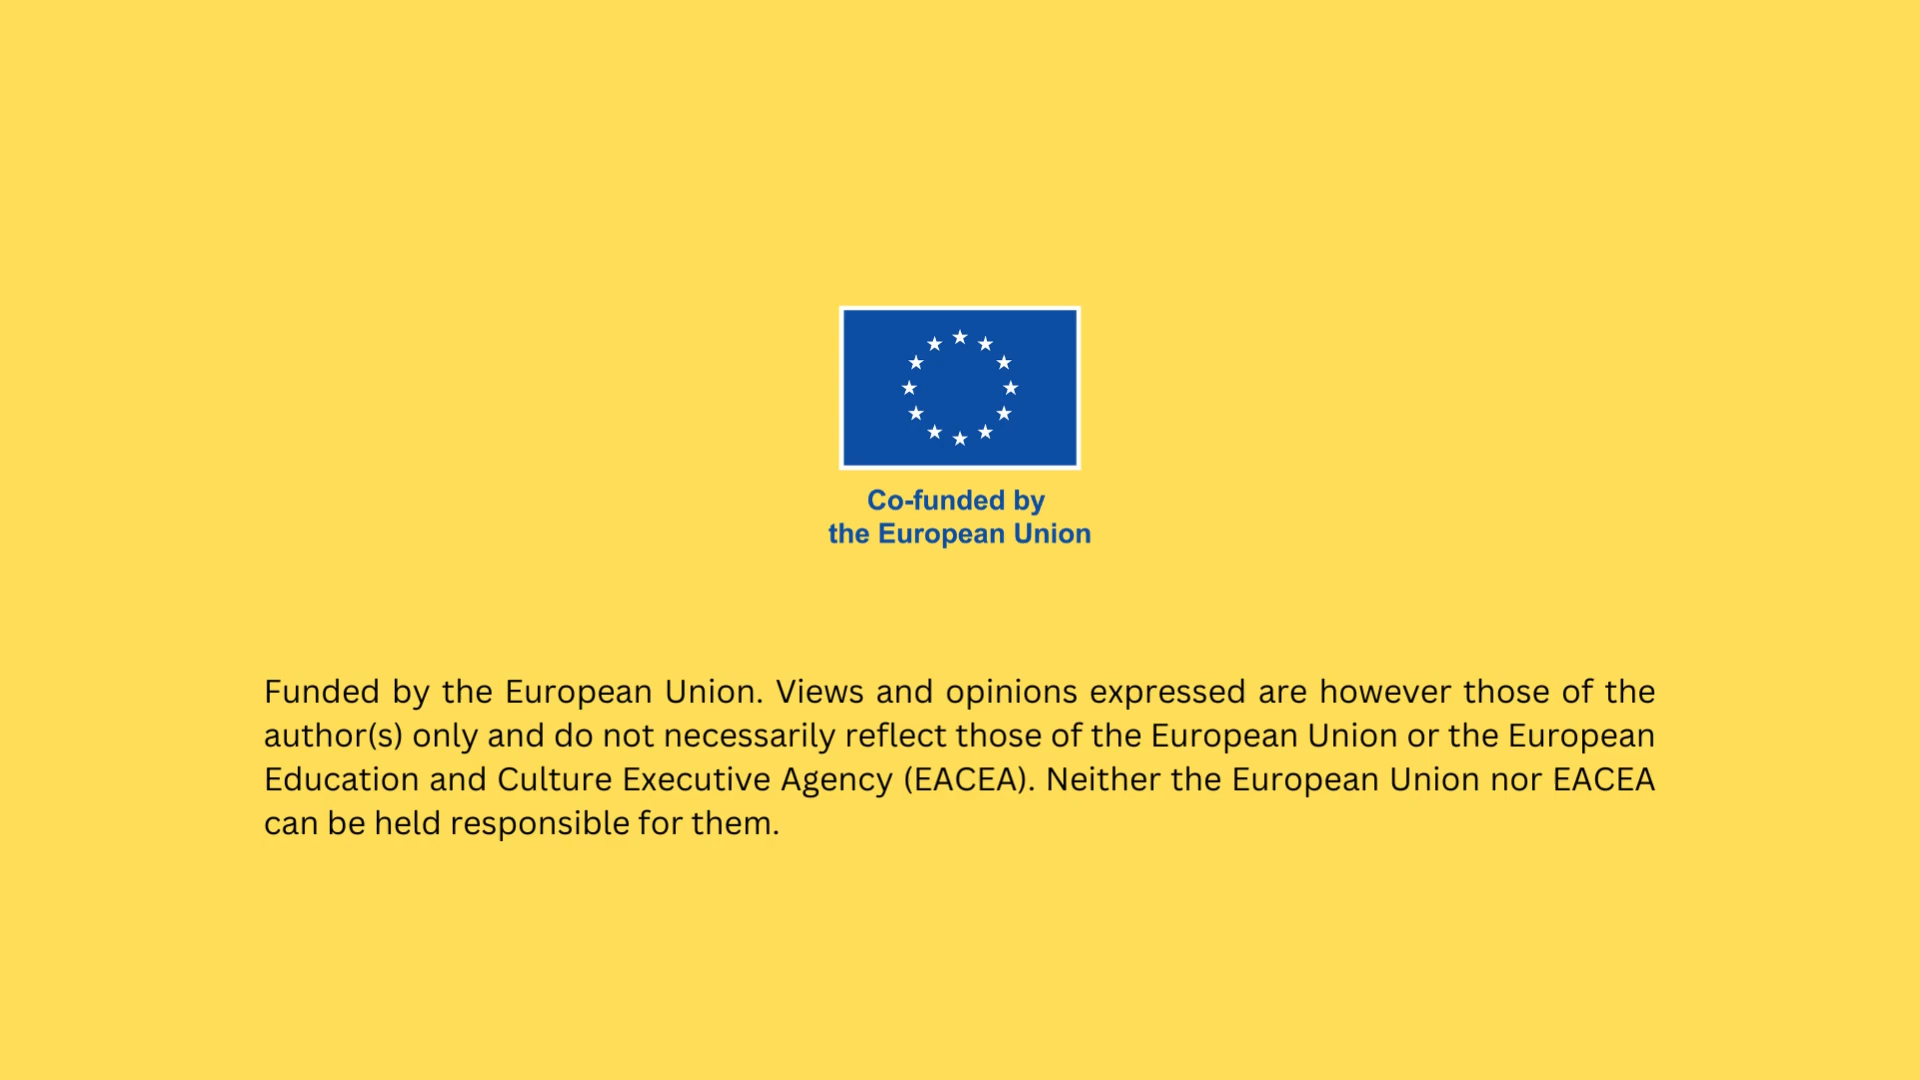 Co-funded by
the European Union
Funded by the European Union. Views and opinions expressed are however those of the
author(s) only and do not necessarily reflect those of the European Union or the European
Education and Culture Executive Agency (EACEA). Neither the European Union nor EACEA
can be held responsible for them.